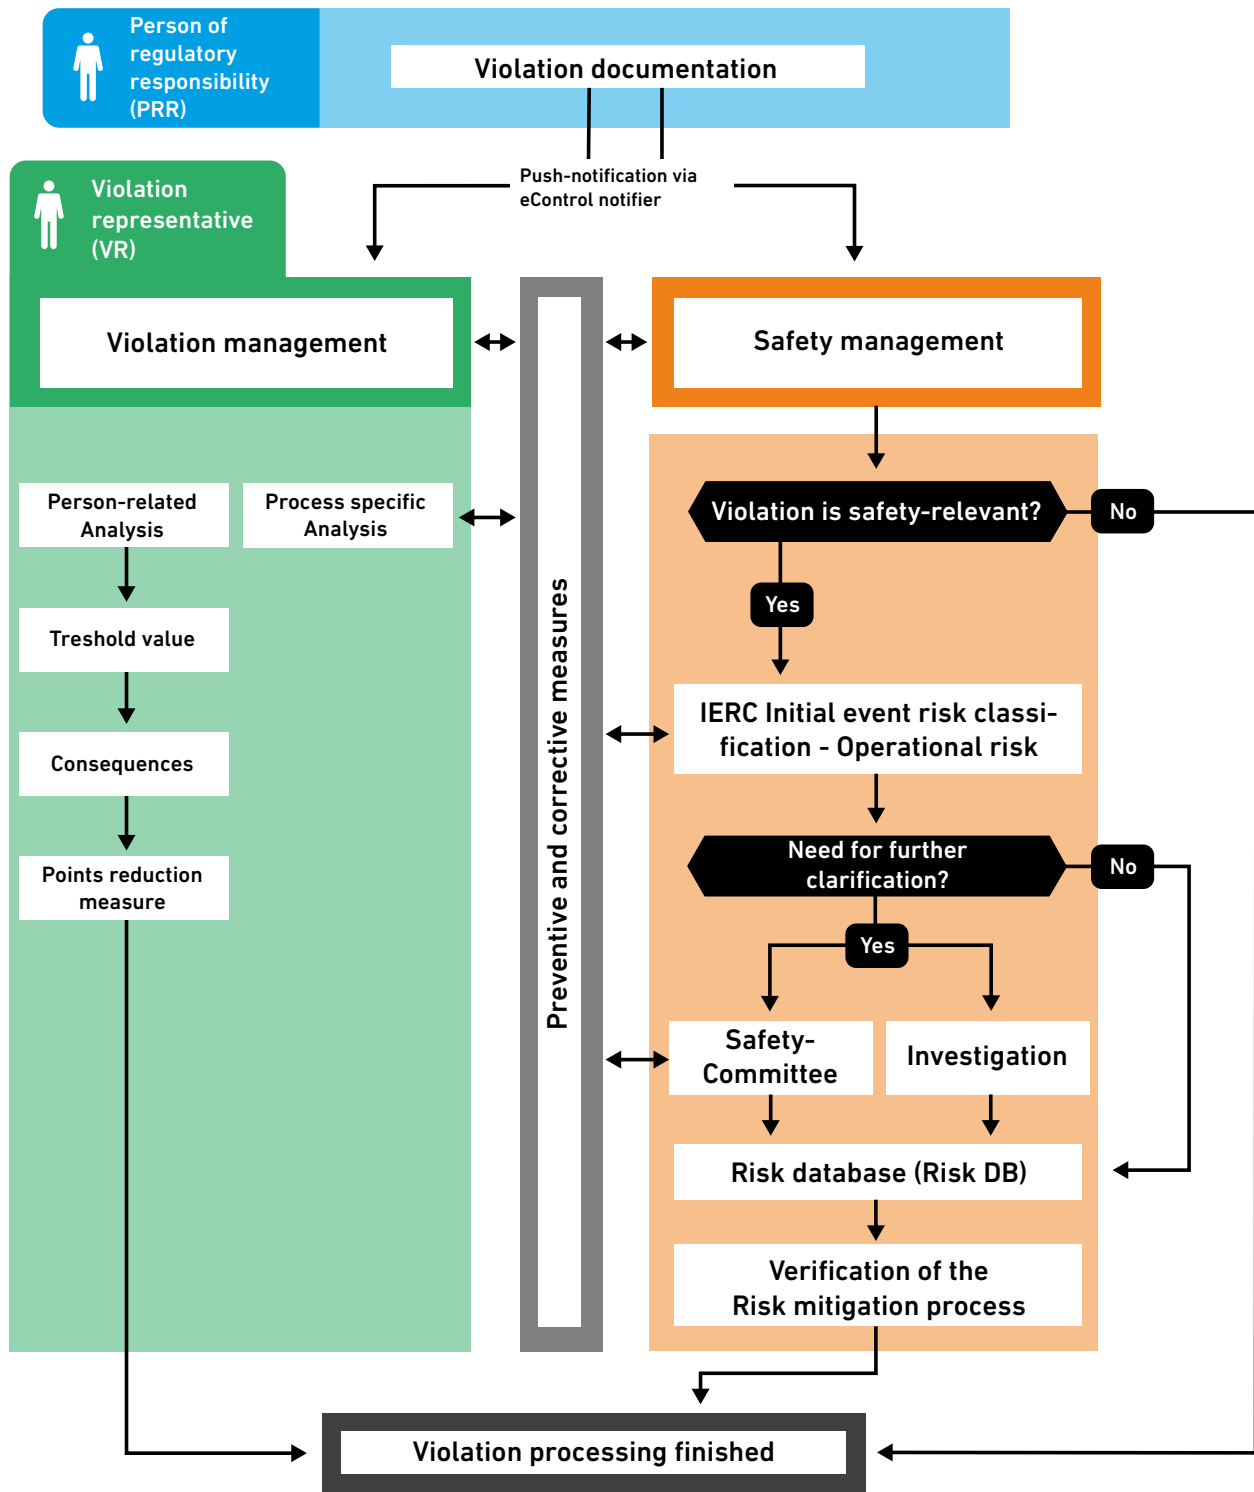 Person of
regulatory
responsibility
(PRR)
Violation documentation
Push-notification via
eControl notifier
Violation
representative
(VR)
Violation management
Safety management
Person-related
Analysis
Process specific
Analysis
Treshold value
Consequences
Points reduction
measure
Preventive and corrective measures
Violation is safety-relevant?
No
Yes
IERC Initial event risk classi-
fication - Operational risk
Need for further
clarification?
No
Yes
Safety-
Committee
Investigation
Risk database (Risk DB)
Verification of the
Risk mitigation process
Violation processing finished